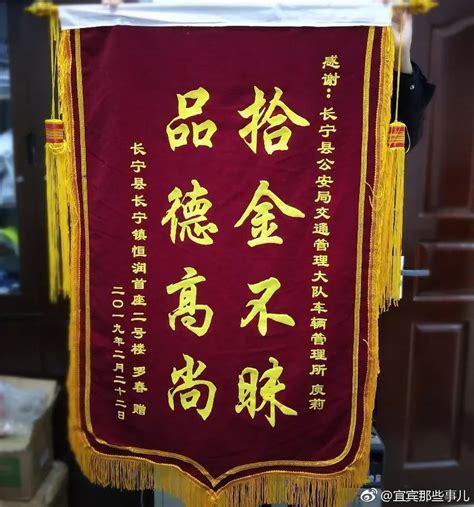 感谢：长宁县公安局交通管理大队车辆管理所 庾莉
拾金不昧
品德高尚
长宁县长宁镇恒润首座二号楼 罗春 赠
二〇一九年二月二十二日
@宜宾那些事儿